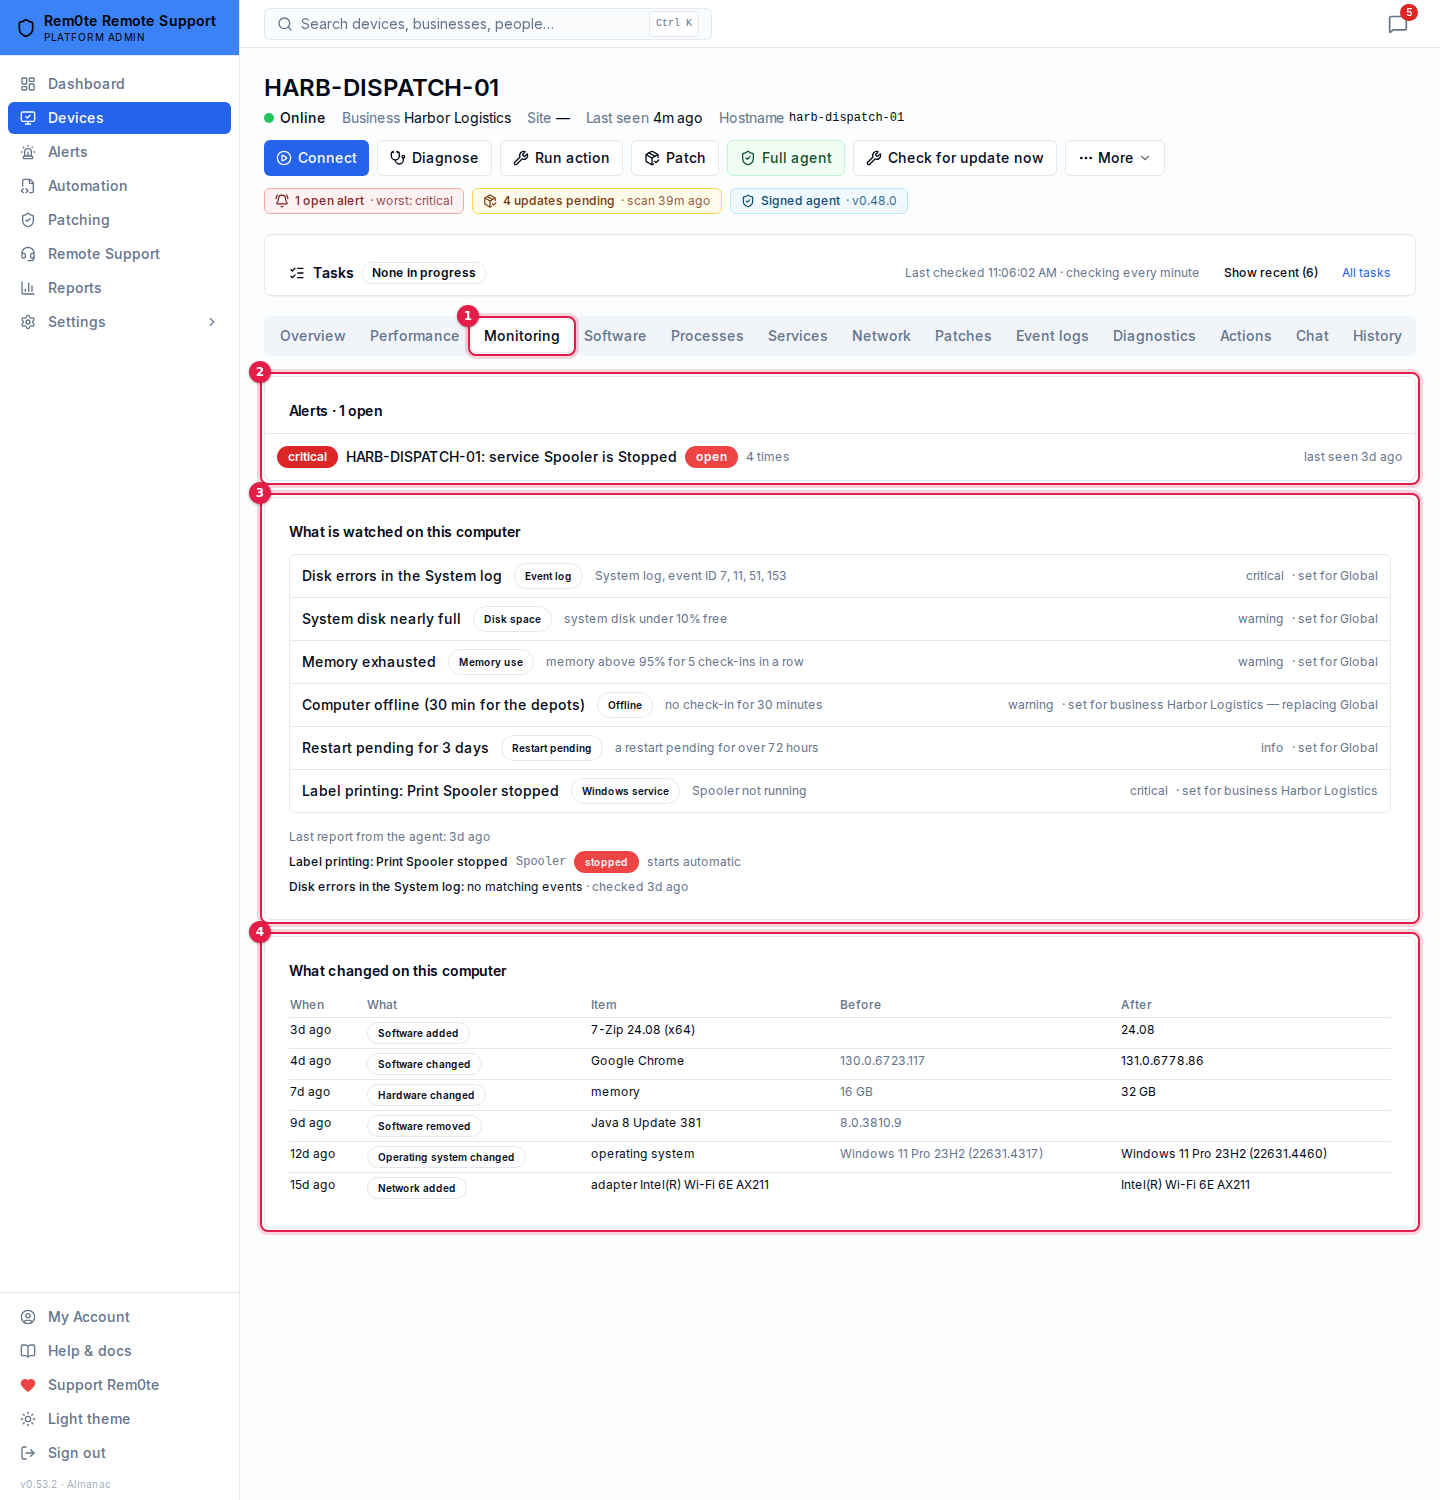 Rem0te Remote Support
PLATFORM ADMIN
Search devices, businesses, people...
Ctrl K
5
Dashboard
Devices
Alerts
Automation
Patching
Remote Support
Reports
Settings
HARB-DISPATCH-01
Online Business Harbor Logistics Site — Last seen 4m ago Hostname harb-dispatch-01
Connect Diagnose Run action Patch Full agent Check for update now ··· More
1 open alert · worst: critical 4 updates pending · scan 39m ago Signed agent · v0.48.0
Tasks None in progress Last checked 11:06:02 AM · checking every minute Show recent (6) All tasks
1
Overview Performance Monitoring Software Processes Services Network Patches Event logs Diagnostics Actions Chat History
2
Alerts · 1 open
critical HARB-DISPATCH-01: service Spooler is Stopped open 4 times last seen 3d ago
3
What is watched on this computer
Disk errors in the System log Event log System log, event ID 7, 11, 51, 153 critical · set for Global
System disk nearly full Disk space system disk under 10% free warning · set for Global
Memory exhausted Memory use memory above 95% for 5 check-ins in a row warning · set for Global
Computer offline (30 min for the depots) Offline no check-in for 30 minutes warning · set for business Harbor Logistics — replacing Global
Restart pending for 3 days Restart pending a restart pending for over 72 hours info · set for Global
Label printing: Print Spooler stopped Windows service Spooler not running critical · set for business Harbor Logistics
Last report from the agent: 3d ago
Label printing: Print Spooler stopped Spooler stopped starts automatic
Disk errors in the System log: no matching events · checked 3d ago
4
What changed on this computer
When What Item Before After
3d ago Software added 7-Zip 24.08 (x64) 24.08
4d ago Software changed Google Chrome 130.0.6723.117 131.0.6778.86
7d ago Hardware changed memory 16 GB 32 GB
9d ago Software removed Java 8 Update 381 8.0.3810.9
12d ago Operating system changed operating system Windows 11 Pro 23H2 (22631.4317) Windows 11 Pro 23H2 (22631.4460)
15d ago Network added adapter Intel(R) Wi-Fi 6E AX211 Intel(R) Wi-Fi 6E AX211
My Account
Help & docs
Support Rem0te
Light theme
Sign out
v0.53.2 · Almanac